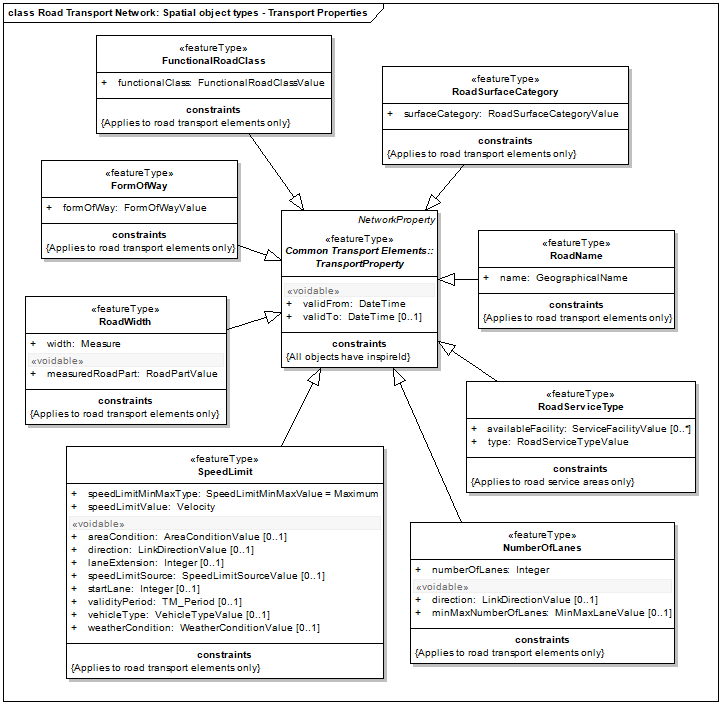 class Road Transport Network: Spatial object types - Transport Properties
«featureType»
FunctionalRoadClass
+ functionalClass: FunctionalRoadClassValue
constraints
{Applies to road transport elements only}
«featureType»
RoadSurfaceCategory
+ surfaceCategory: RoadSurfaceCategoryValue
constraints
{Applies to road transport elements only}
«featureType»
FormOfWay
+ formOfWay: FormOfWayValue
constraints
{Applies to road transport elements only}
NetworkProperty
«featureType»
Common Transport Elements::
TransportProperty
«voidable»
+ validFrom: DateTime
+ validTo: DateTime [0..1]
constraints
{All objects have inspireId}
«featureType»
RoadName
+ name: GeographicalName
constraints
{Applies to road transport elements only}
«featureType»
RoadWidth
+ width: Measure
«voidable»
+ measuredRoadPart: RoadPartValue
constraints
{Applies to road transport elements only}
«featureType»
RoadServiceType
+ availableFacility: ServiceFacilityValue [0..*]
+ type: RoadServiceTypeValue
constraints
{Applies to road service areas only}
«featureType»
SpeedLimit
+ speedLimitMinMaxType: SpeedLimitMinMaxValue = Maximum
+ speedLimitValue: Velocity
«voidable»
+ areaCondition: AreaConditionValue [0..1]
+ direction: LinkDirectionValue [0..1]
+ laneExtension: Integer [0..1]
+ speedLimitSource: SpeedLimitSourceValue [0..1]
+ startLane: Integer [0..1]
+ validityPeriod: TM_Period [0..1]
+ vehicleType: VehicleTypeValue [0..1]
+ weatherCondition: WeatherConditionValue [0..1]
constraints
{Applies to road transport elements only}
«featureType»
NumberOfLanes
+ numberOfLanes: Integer
«voidable»
+ direction: LinkDirectionValue [0..1]
+ minMaxNumberOfLanes: MinMaxLaneValue [0..1]
constraints
{Applies to road transport elements only}